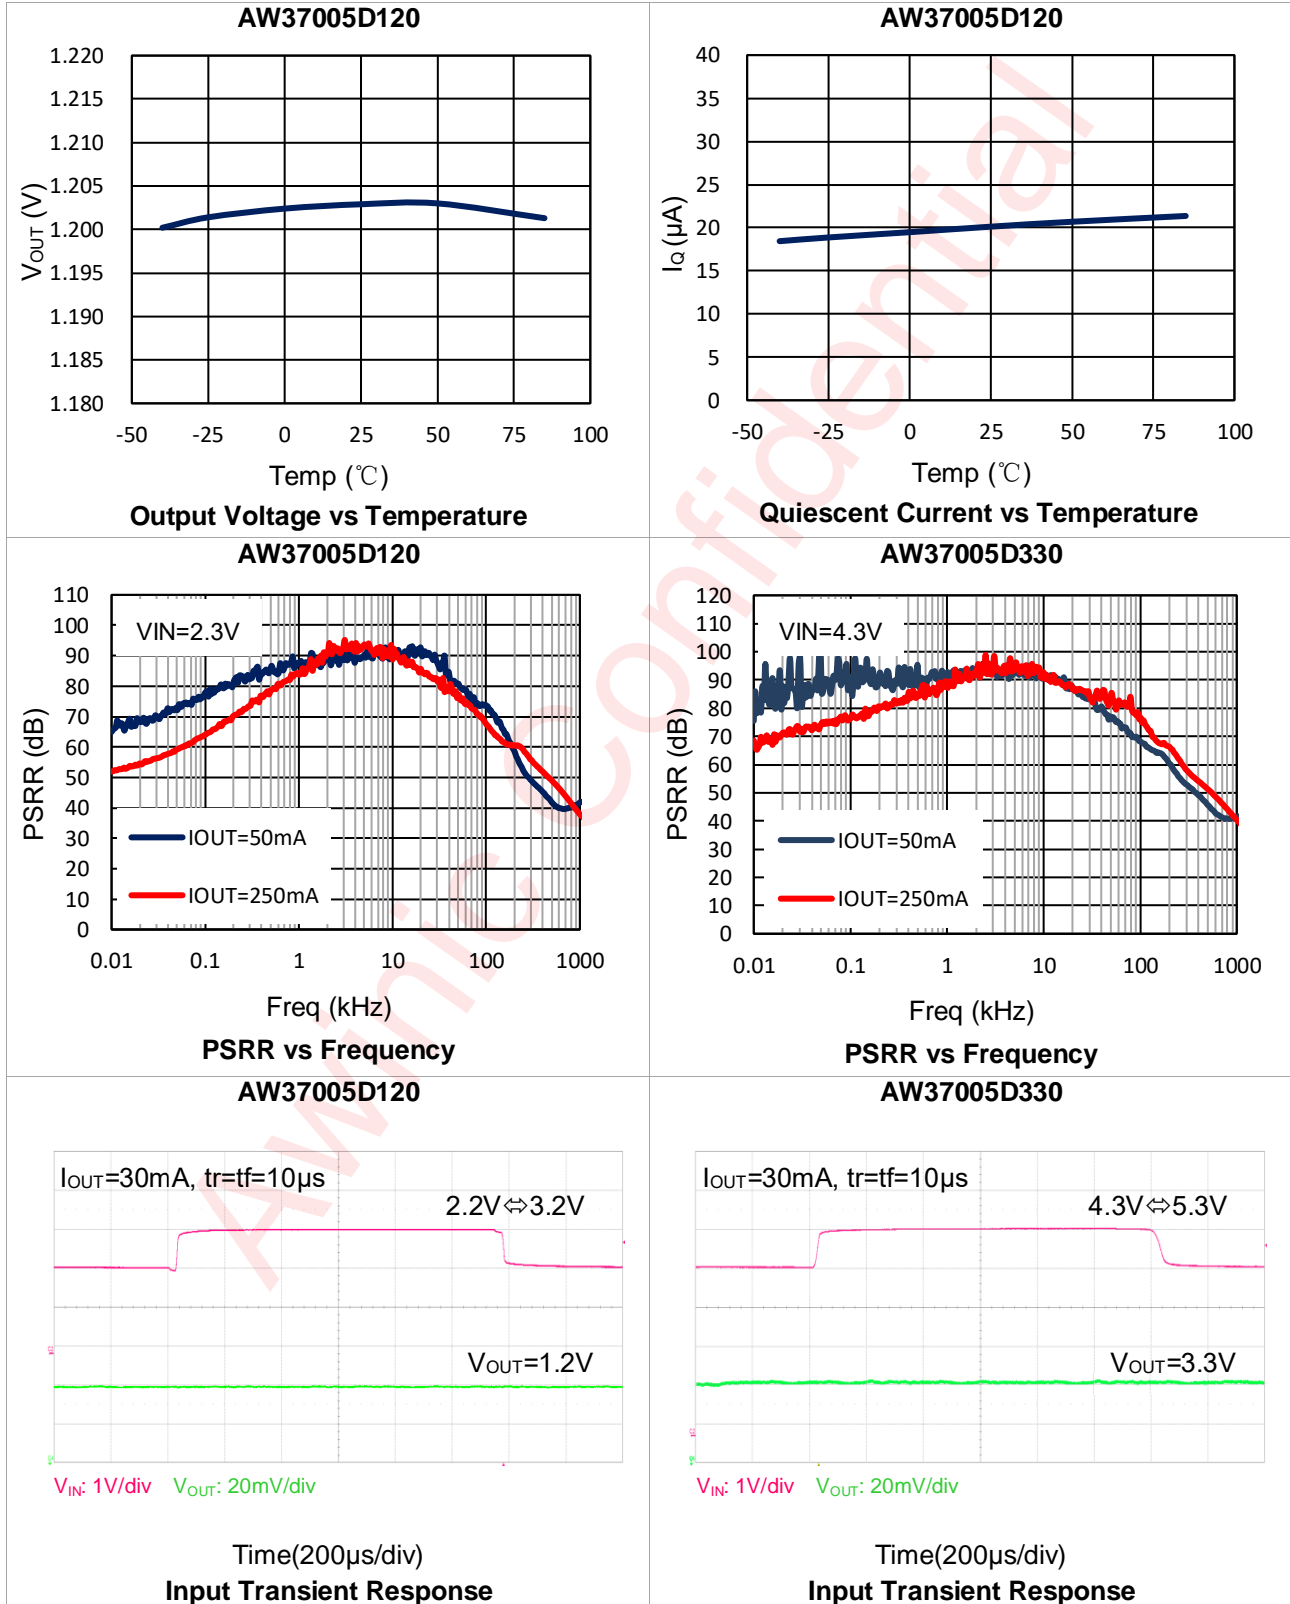 AW37005D120
1.220
1.215
1.210
1.205
1.200
1.195
1.190
1.185
1.180
VOUT (V)
-50 -25 0 25 50 75 100
Temp (℃)
Output Voltage vs Temperature
AW37005D120
40
35
30
25
20
15
10
5
0
IQ (µA)
-50 -25 0 25 50 75 100
Temp (℃)
Quiescent Current vs Temperature
AW37005D120
110
100
90
80
70
60
50
40
30
20
10
0
PSRR (dB)
VIN=2.3V
IOUT=50mA
IOUT=250mA
0.01 0.1 1 10 100 1000
Freq (kHz)
PSRR vs Frequency
AW37005D330
120
110
100
90
80
70
60
50
40
30
20
10
0
PSRR (dB)
VIN=4.3V
IOUT=50mA
IOUT=250mA
0.01 0.1 1 10 100 1000
Freq (kHz)
PSRR vs Frequency
AW37005D120
IOUT=30mA, tr=tf=10µs
2.2V⇔3.2V
VOUT=1.2V
VIN: 1V/div VOUT: 20mV/div
Time(200µs/div)
Input Transient Response
AW37005D330
IOUT=30mA, tr=tf=10µs
4.3V⇔5.3V
VOUT=3.3V
VIN: 1V/div VOUT: 20mV/div
Time(200µs/div)
Input Transient Response
Awinic Confidential